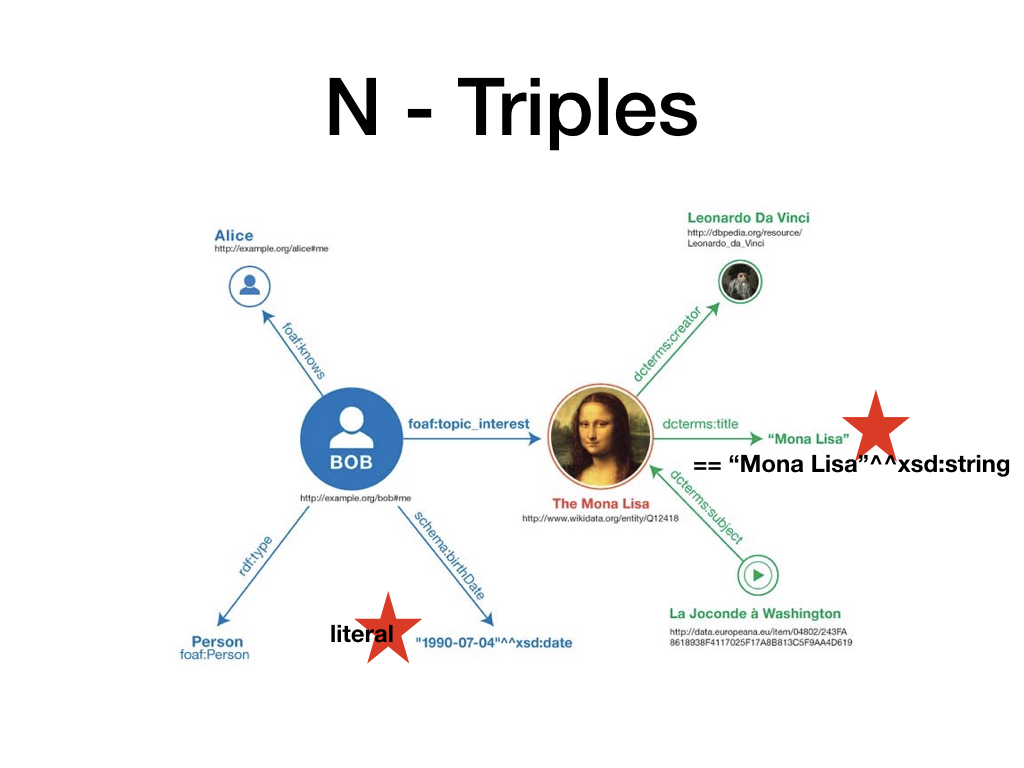 N - Triples
Leonardo Da Vinci
http://dbpedia.org/resource/
Leonardo_da_Vinci
Alice
http://example.org/alice#me
foaf:knows
dcterms:creator
foaf:topic_interest
dcterms:title
“Mona Lisa”
== “Mona Lisa”^^xsd:string
BOB
http://example.org/bob#me
The Mona Lisa
http://www.wikidata.org/entity/Q12418
dcterms:subject
rdf:type
schema:birthDate
La Joconde à Washington
http://data.europeana.eu/item/04802/243FA
8618938F4117025F17A8B813C5F9AA4D619
literal
"1990-07-04"^^xsd:date
Person
foaf:Person